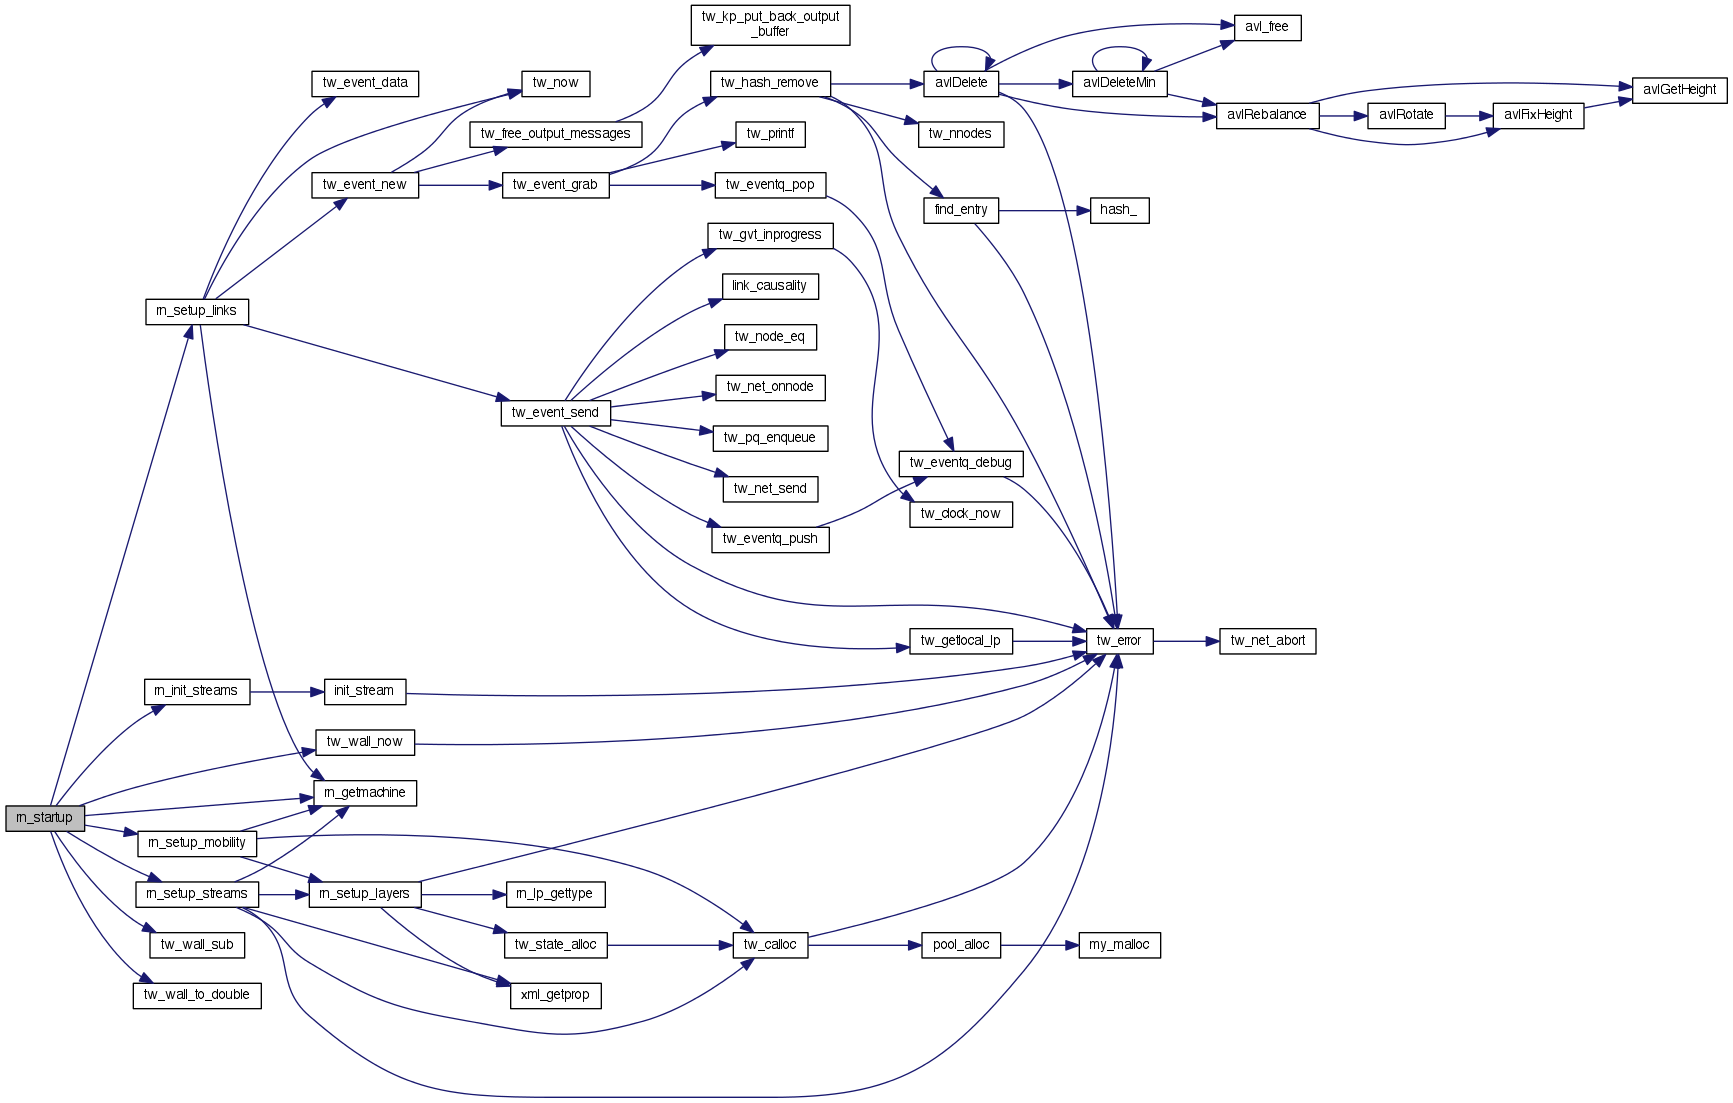 tw_kp_put_back_output
_buffer
avl_free
tw_event_data
tw_now
tw_hash_remove
avlDelete
avlDeleteMin
avlGetHeight
avlRebalance
avlRotate
avlFixHeight
tw_free_output_messages
tw_printf
tw_nnodes
tw_event_new
tw_event_grab
tw_eventq_pop
find_entry
hash_
tw_gvt_inprogress
link_causality
rn_setup_links
tw_node_eq
tw_net_onnode
tw_event_send
tw_pq_enqueue
tw_eventq_debug
tw_net_send
tw_clock_now
tw_eventq_push
tw_getlocal_lp
tw_error
tw_net_abort
rn_init_streams
init_stream
tw_wall_now
rn_getmachine
rn_startup
rn_setup_mobility
rn_setup_streams
rn_setup_layers
rn_lp_gettype
tw_wall_sub
tw_state_alloc
tw_calloc
pool_alloc
my_malloc
tw_wall_to_double
xml_getprop